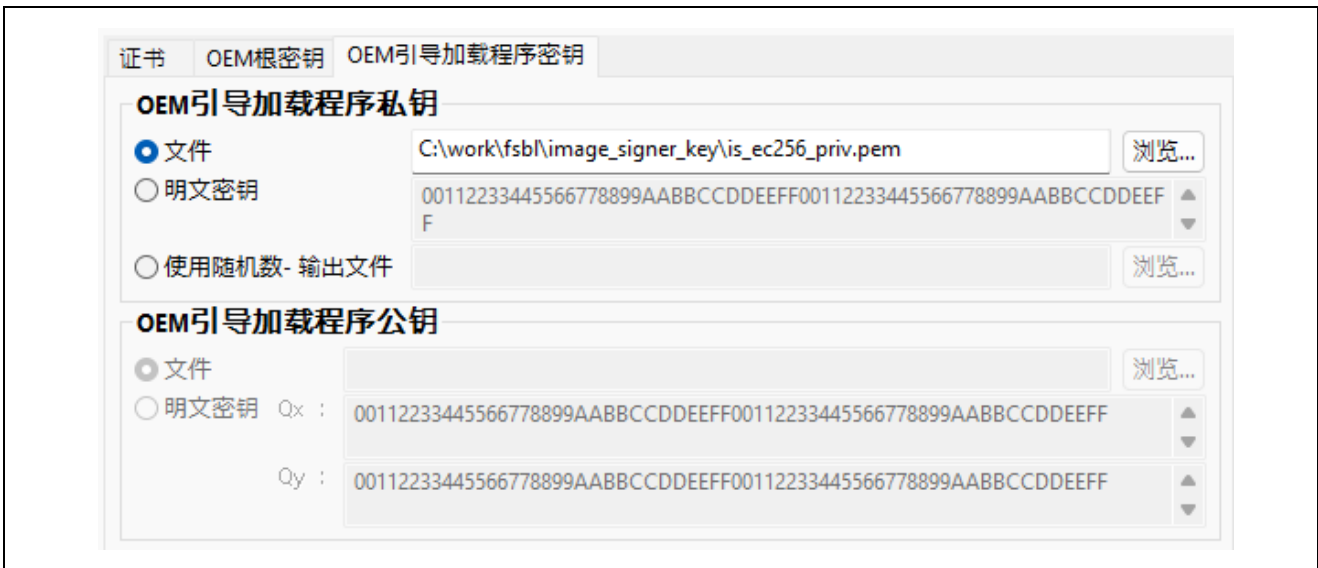 证书 OEM根密钥 OEM引导加载程序密钥
OEM引导加载程序私钥
文件 C:\work\fsbl\image_signer_key\is_ec256_priv.pem 浏览...
明文密钥 00112233445566778899AABBCCDDEEFF00112233445566778899AABBCCDDEEF
F
使用随机数- 输出文件 浏览...
OEM引导加载程序公钥
文件 浏览...
明文密钥 Qx : 00112233445566778899AABBCCDDEEFF00112233445566778899AABBCCDDEEFF
Qy : 00112233445566778899AABBCCDDEEFF00112233445566778899AABBCCDDEEFF